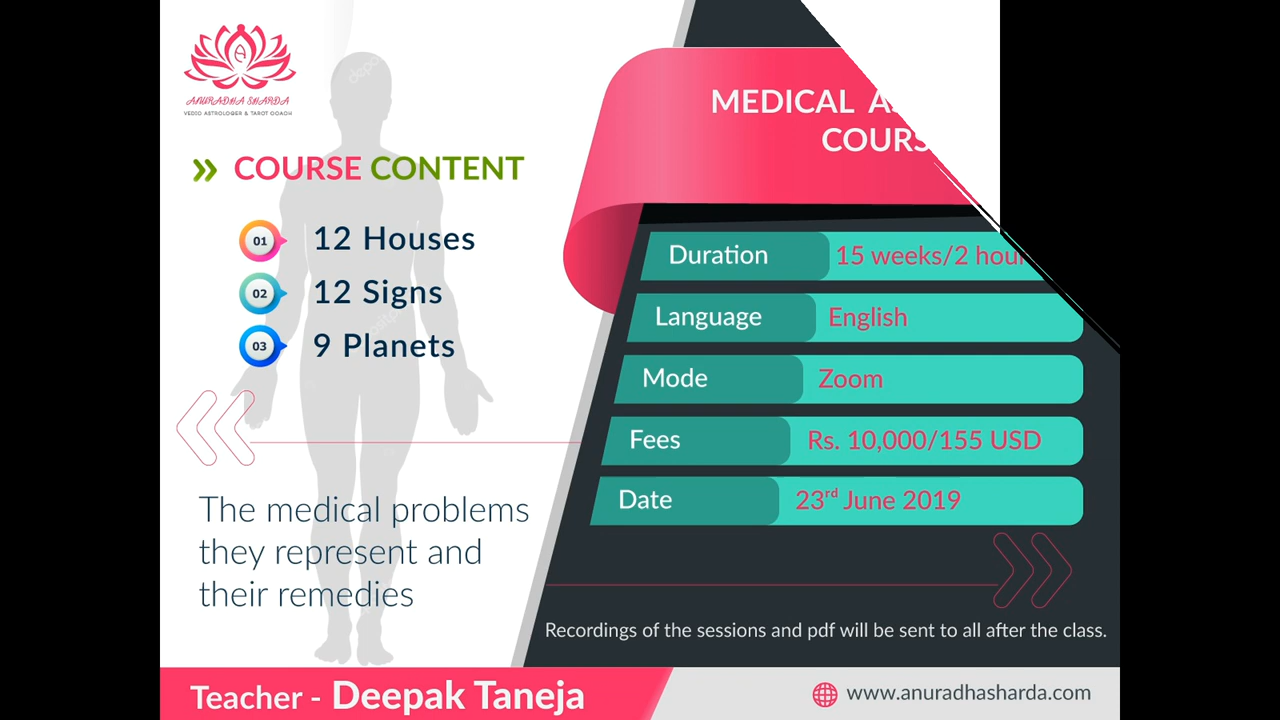 ANURADHA SHARDA
VEDIC ASTROLOGER & TAROT COACH
COURSE CONTENT
01 12 Houses
02 12 Signs
03 9 Planets
The medical problems
they represent and
their remedies
MEDICAL
Duration 15 weeks/2
Language English
Mode Zoom
Fees Rs. 10,000/155 USD
Date 23rd June 2019
Recordings of the sessions and pdf will be sent to all after the class.
Teacher - Deepak Taneja
www.anuradhasharda.com